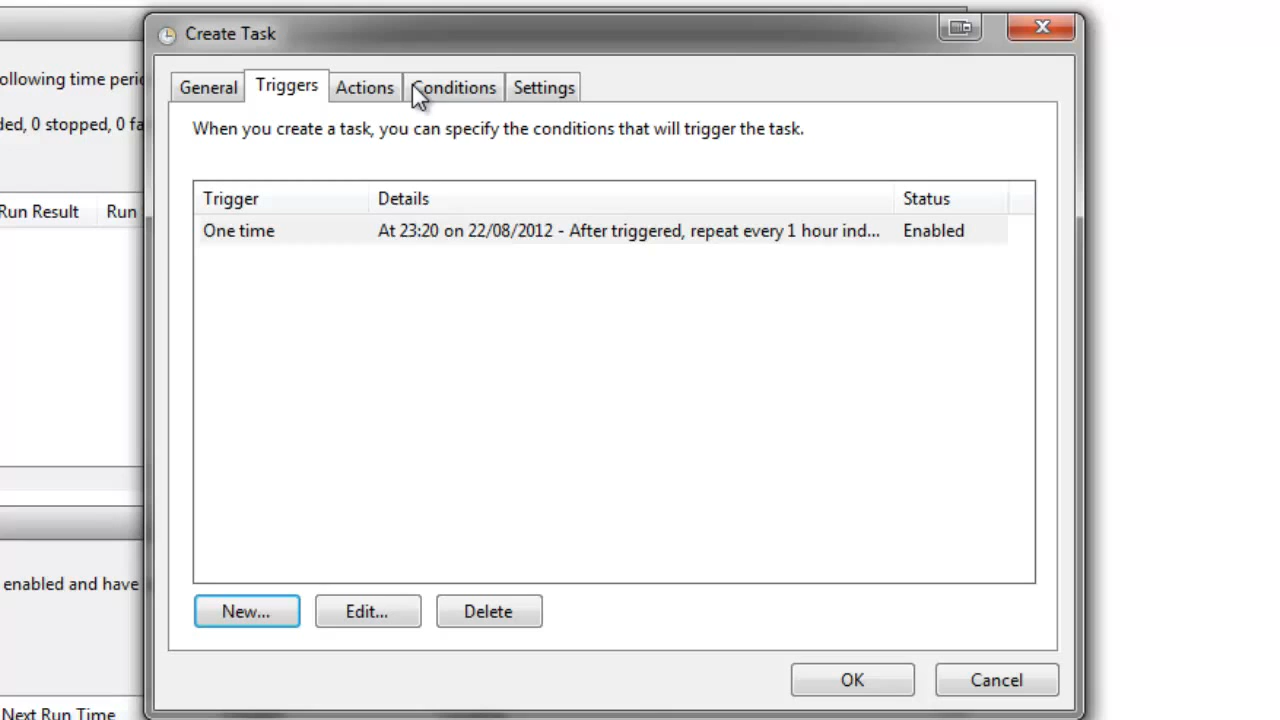 Create Task
ollowing time peri
General Triggers Actions Conditions Settings
ded, 0 stopped, 0 fa
When you create a task, you can specify the conditions that will trigger the task.
Run Result Run
Trigger Details Status
One time At 23:20 on 22/08/2012 - After triggered, repeat every 1 hour ind... Enabled
enabled and have
New... Edit... Delete
OK Cancel
Next Run Time